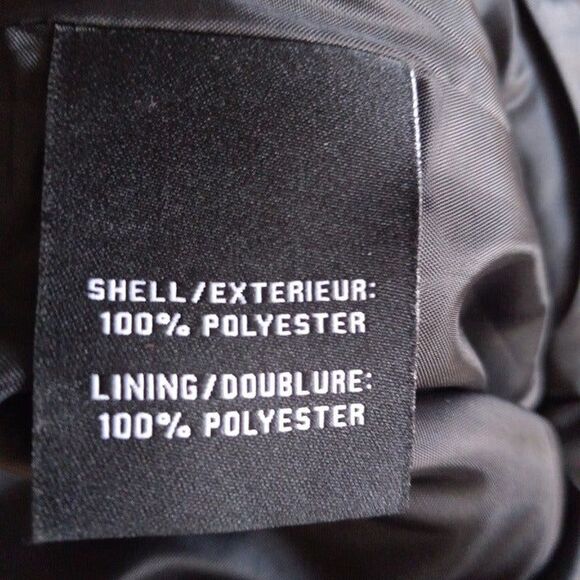 SHELL/EXTERIEUR:
100% POLYESTER
LINING/DOUBLURE:
100% POLYESTER